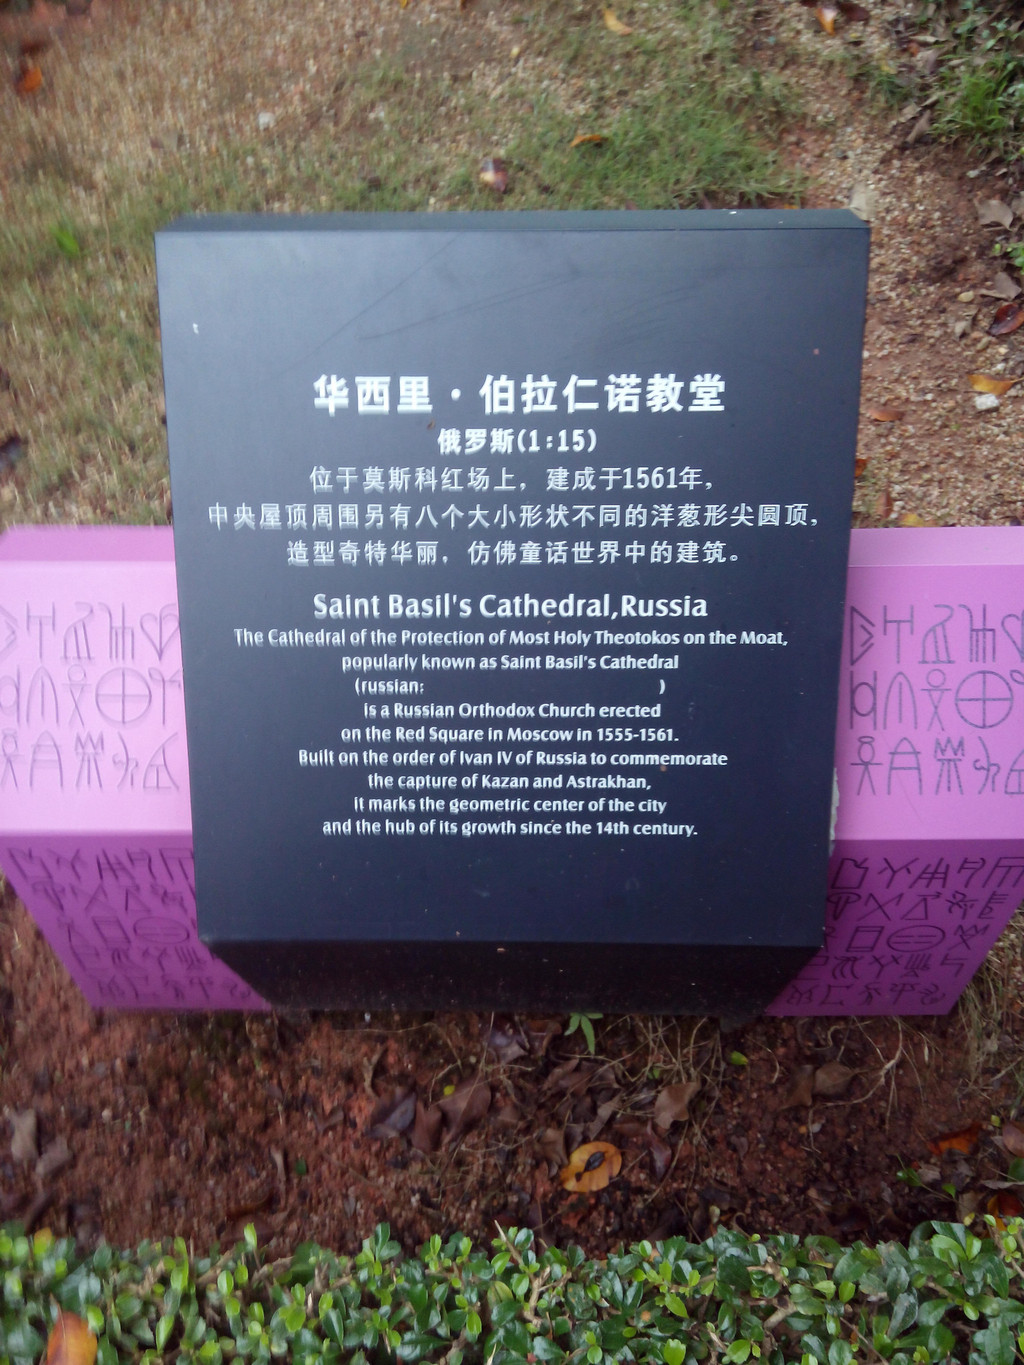 华西里·伯拉仁诺教堂
俄罗斯(1:15)
位于莫斯科红场上，建成于1561年，
中央屋顶周围另有八个大小形状不同的洋葱形尖圆顶，
造型奇特华丽，仿佛童话世界中的建筑。
Saint Basil's Cathedral,Russia
The Cathedral of the Protection of Most Holy Theotokos on the Moat,
popularly known as Saint Basil's Cathedral
(russian: )
is a Russian Orthodox Church erected
on the Red Square in Moscow in 1555-1561.
Built on the order of Ivan IV of Russia to commemorate
the capture of Kazan and Astrakhan,
it marks the geometric center of the city
and the hub of its growth since the 14th century.